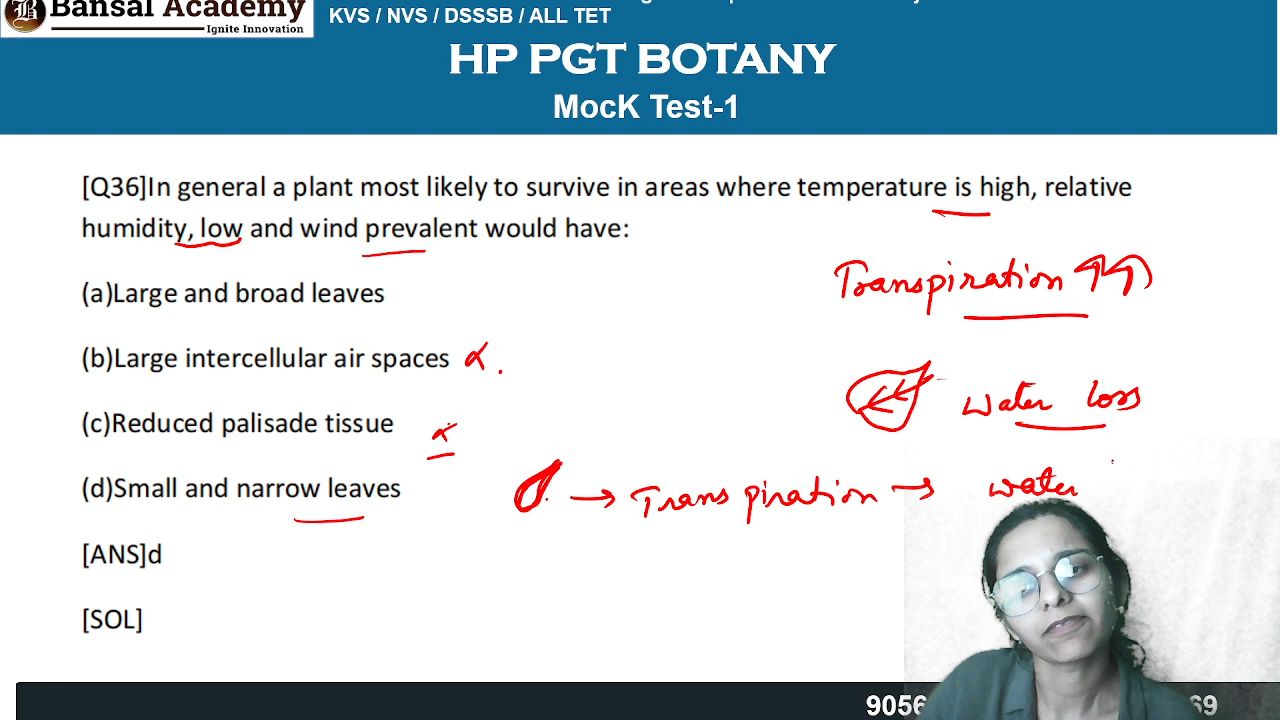 Bansal Academy
Ignite Innovation
KVS / NVS / DSSSB / ALL TET
HP PGT BOTANY
MocK Test-1
[Q36]In general a plant most likely to survive in areas where temperature is high, relative
humidity, low and wind prevalent would have:
(a)Large and broad leaves
(b)Large intercellular air spaces
(c)Reduced palisade tissue
(d)Small and narrow leaves
[ANS]d
[SOL]
Transpiration ↑↑
water loss
→ Transpiration → water
9056
69